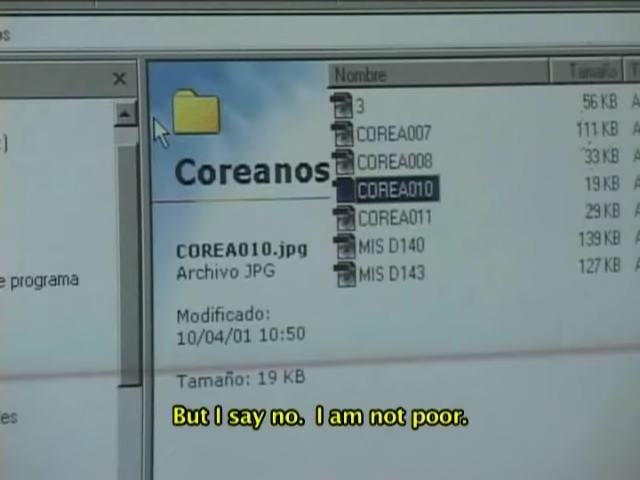 Nombre
Tamaño
3
56 KB
COREA007
111 KB
COREA008
33 KB
COREA010
19 KB
COREA011
29 KB
MIS D140
139 KB
MIS D143
127 KB
Coreanos
COREA010.jpg
Archivo JPG
Modificado:
10/04/01 10:50
Tamaño: 19 KB
e programa
es
But I say no. I am not poor.